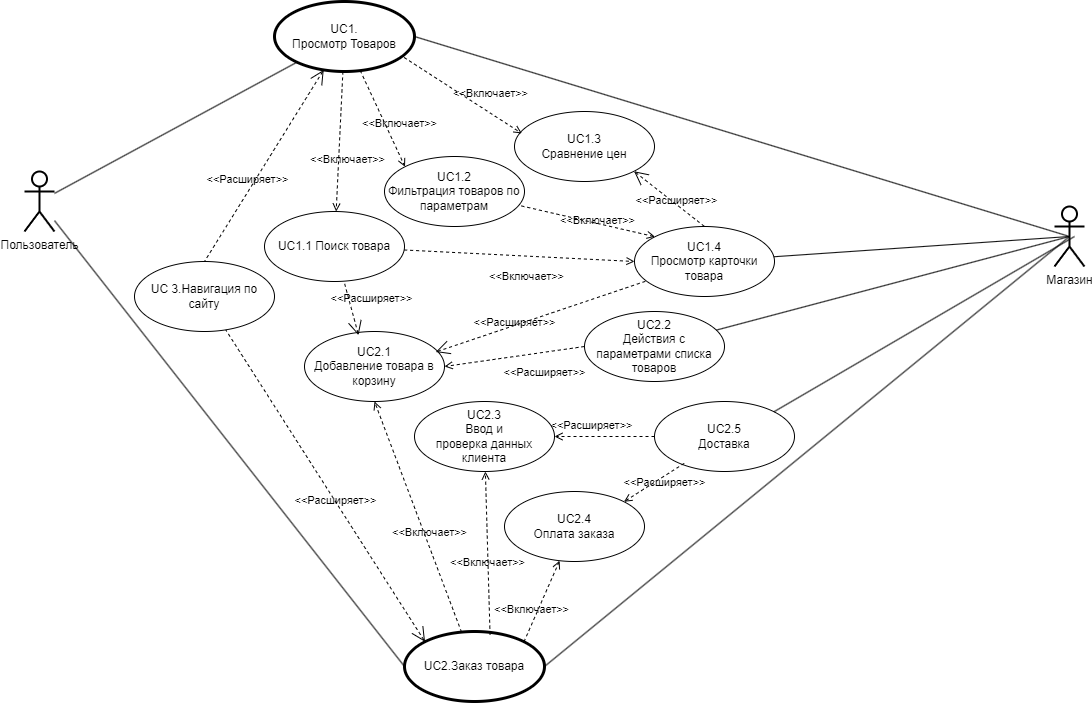 UC1.
Просмотр Товаров
<<Включает>>
<<Включает>>
UC1.3
Сравнение цен
<<Включает>>
<<Расширяет>>
UC1.2
Фильтрация товаров по
параметрам
<<Расширяет>>
<<Включает>>
Пользователь
UC1.1 Поиск товара
UC1.4
Просмотр карточки
товара
Магазин
<<Включает>>
UC 3.Навигация по
сайту
<<Расширяет>>
<<Расширяет>>
UC2.2
Действия с
параметрами списка
товаров
UC2.1
Добавление товара в
корзину
<<Расширяет>>
UC2.3
Ввод и
проверка данных
клиента
<<Расширяет>>
UC2.5
Доставка
<<Расширяет>>
<<Расширяет>>
UC2.4
Оплата заказа
<<Включает>>
<<Включает>>
<<Включает>>
UC2.Заказ товара